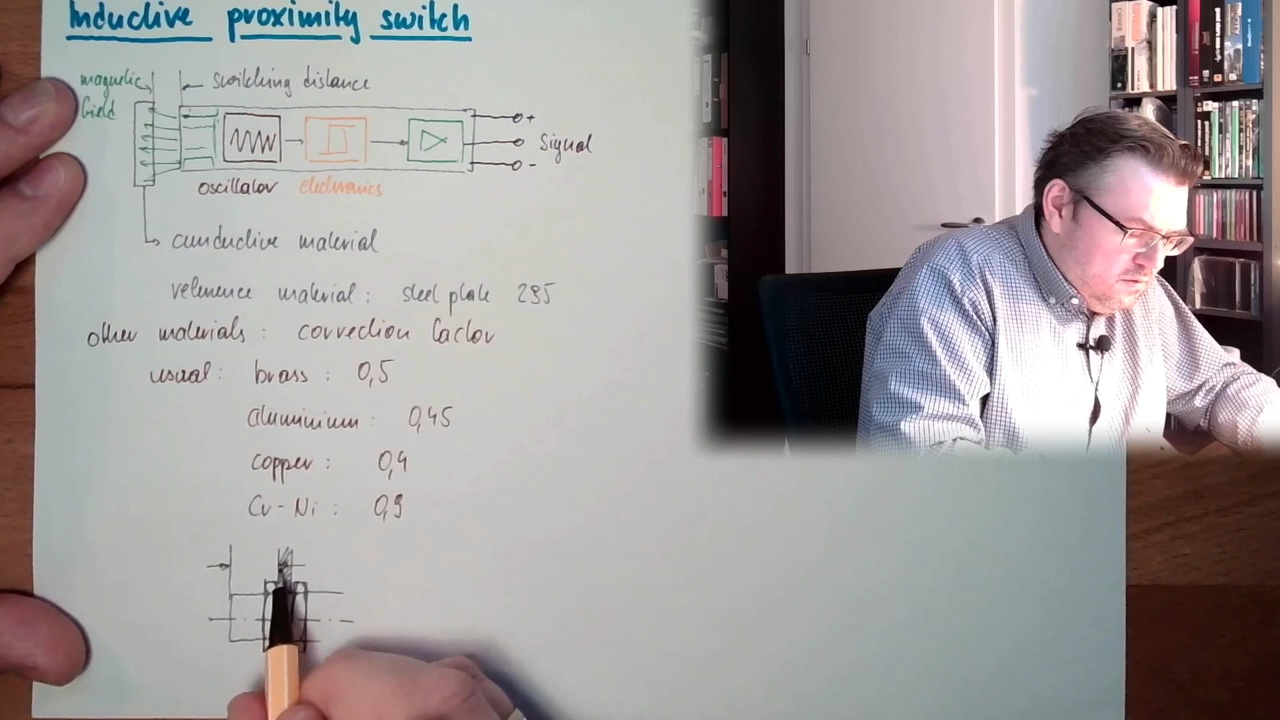 Inductive proximity switch
magnetic field
switching distance
+
Signal
-
oscillator electronics
conductive material
reference material: steel plate 235
other materials: correction factor
usual: brass: 0,5
aluminium: 0,45
copper: 0,4
Cr-Ni: 0,9